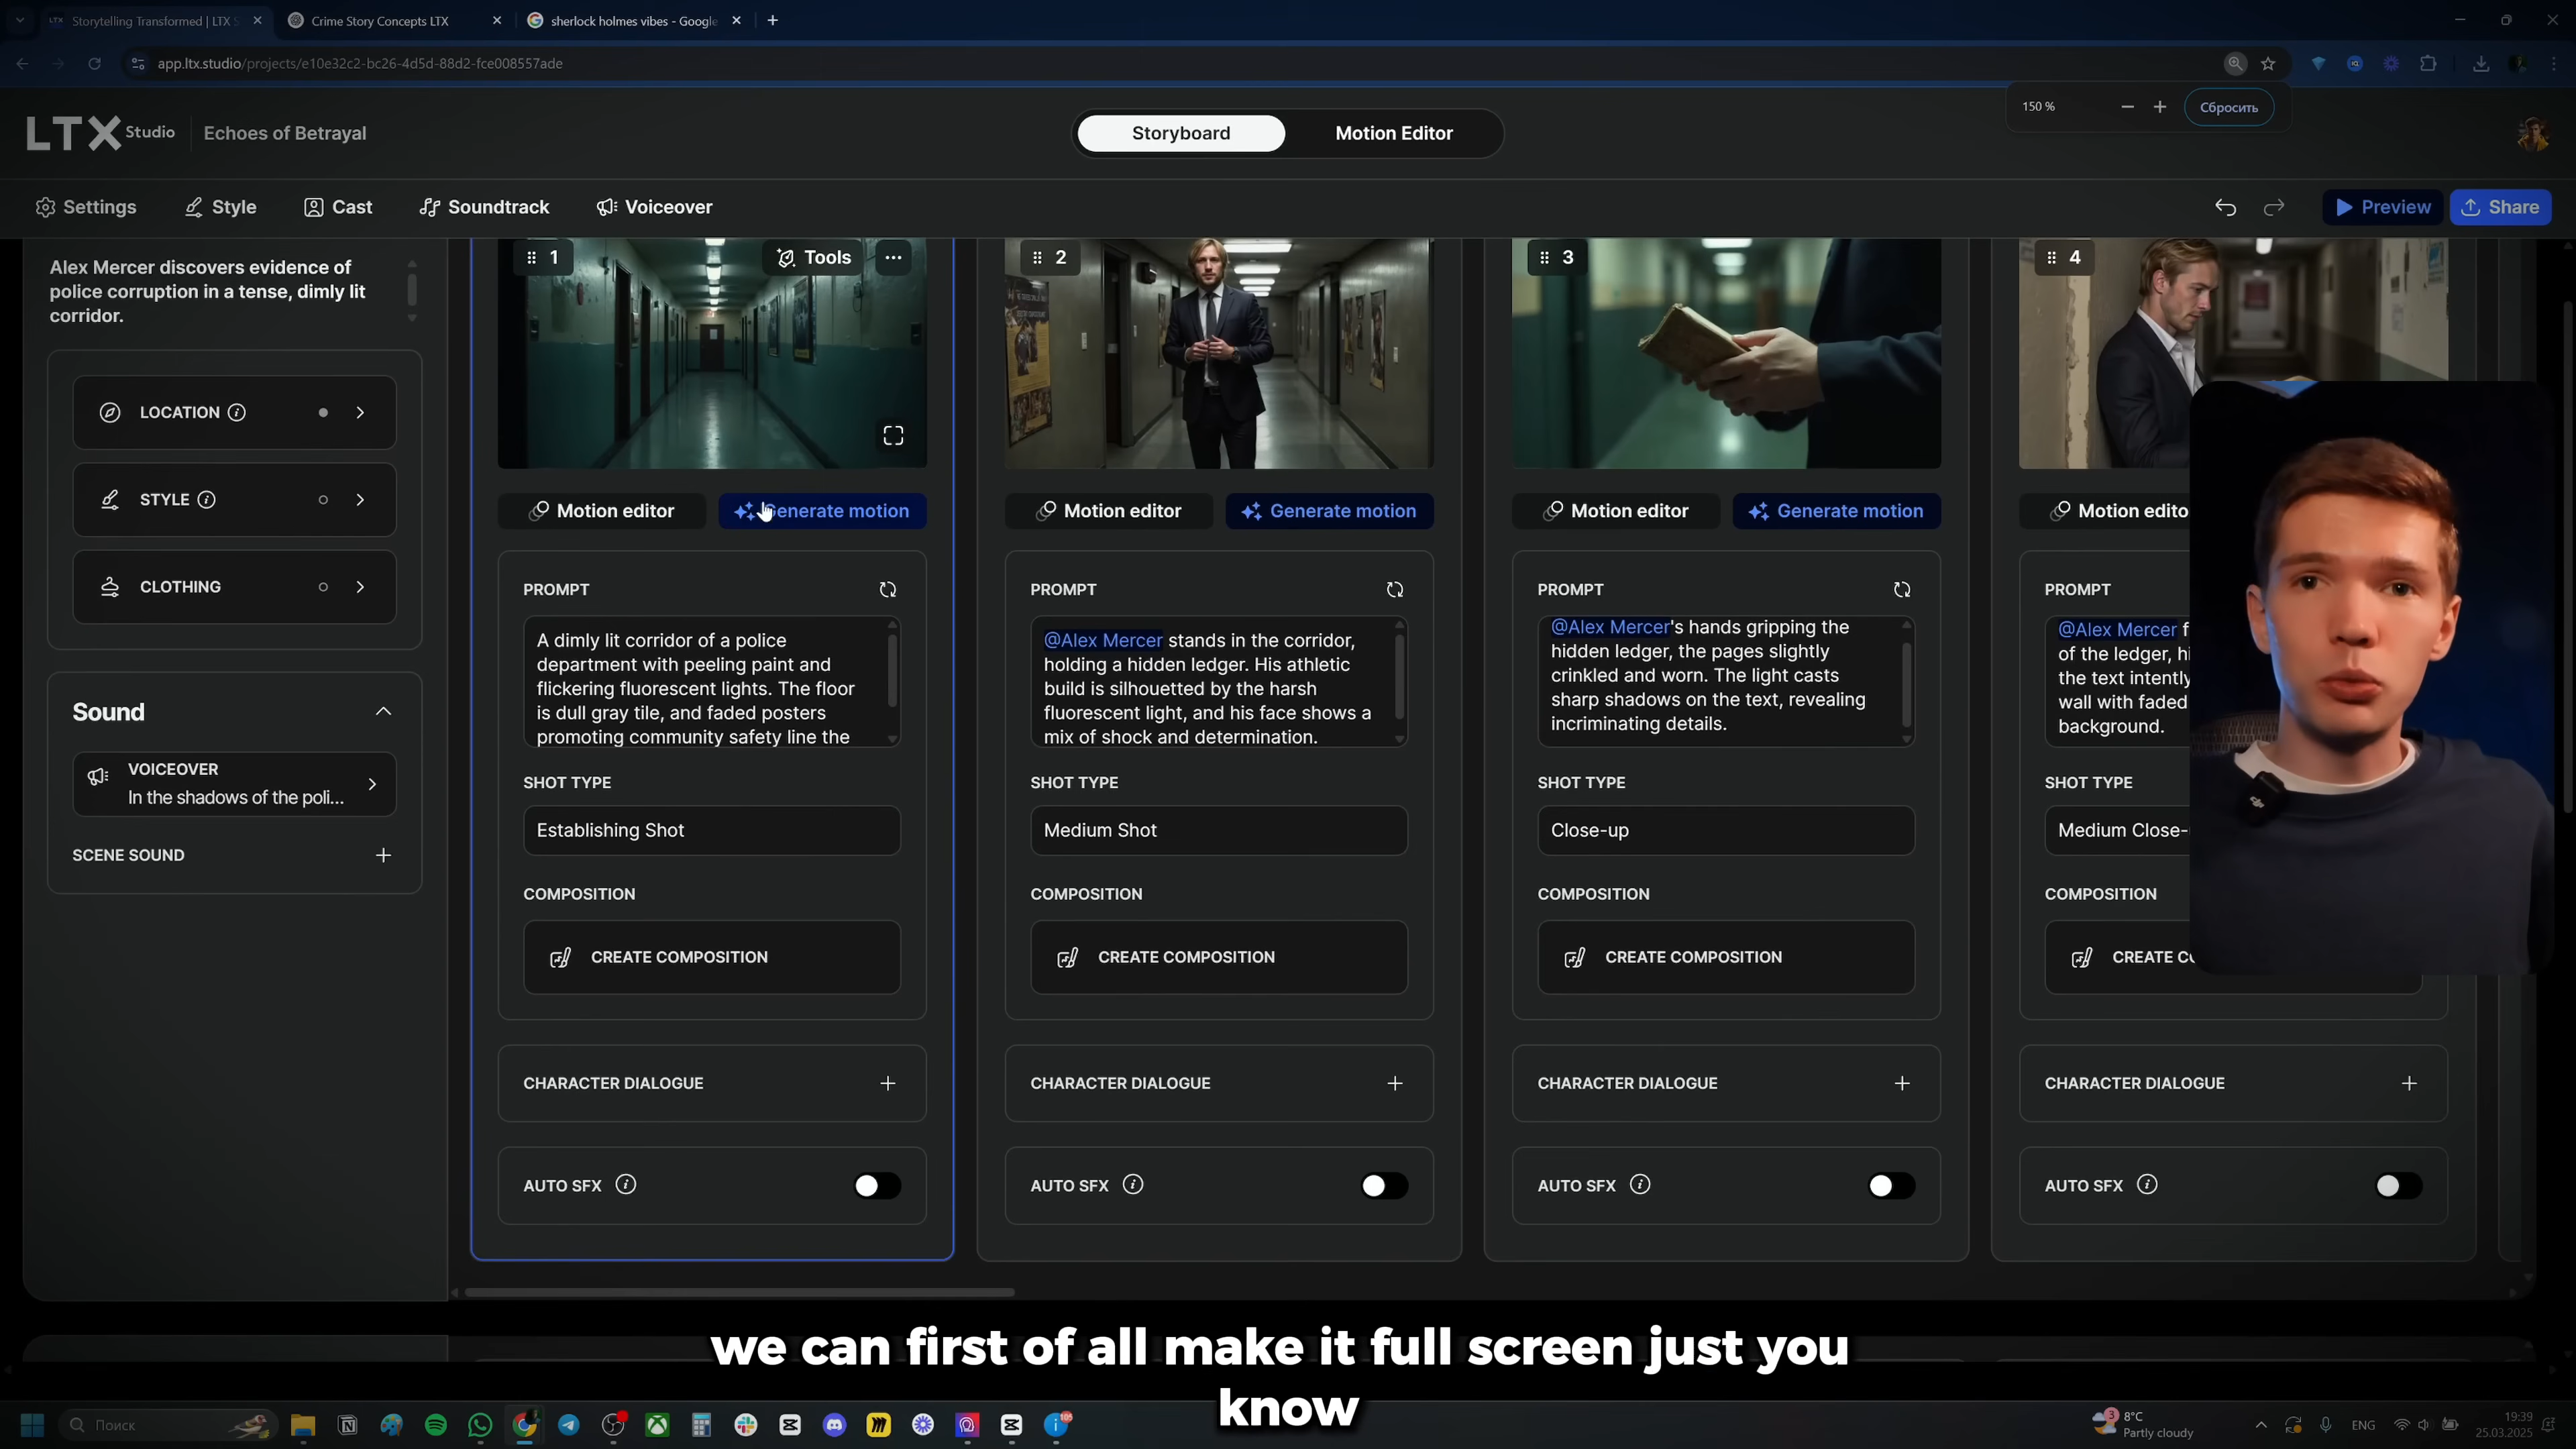 Storytelling Transformed | LTX S
Crime Story Concepts LTX
sherlock holmes vibes - Google
app.ltx.studio/projects/e10e32c2-bc26-4d5d-88d2-fce008557ade
150 %
Сбросить
LTX Studio
Echoes of Betrayal
Storyboard
Motion Editor
Settings
Style
Cast
Soundtrack
Voiceover
Preview
Share
Alex Mercer discovers evidence of
police corruption in a tense, dimly lit
corridor.
LOCATION
STYLE
CLOTHING
Sound
VOICEOVER
In the shadows of the poli...
SCENE SOUND
1
Tools
Motion editor
Generate motion
PROMPT
A dimly lit corridor of a police
department with peeling paint and
flickering fluorescent lights. The floor
is dull gray tile, and faded posters
promoting community safety line the
SHOT TYPE
Establishing Shot
COMPOSITION
CREATE COMPOSITION
CHARACTER DIALOGUE
AUTO SFX
2
Motion editor
Generate motion
PROMPT
@Alex Mercer stands in the corridor,
holding a hidden ledger. His athletic
build is silhouetted by the harsh
fluorescent light, and his face shows a
mix of shock and determination.
SHOT TYPE
Medium Shot
COMPOSITION
CREATE COMPOSITION
CHARACTER DIALOGUE
AUTO SFX
3
Motion editor
Generate motion
PROMPT
@Alex Mercer's hands gripping the
hidden ledger, the pages slightly
crinkled and worn. The light casts
sharp shadows on the text, revealing
incriminating details.
SHOT TYPE
Close-up
COMPOSITION
CREATE COMPOSITION
CHARACTER DIALOGUE
AUTO SFX
4
Motion edito
PROMPT
@Alex Mercer f
of the ledger, hi
the text intently
wall with faded
background.
SHOT TYPE
Medium Close-
COMPOSITION
CREATE CO
CHARACTER DIALOGUE
AUTO SFX
we can first of all make it full screen just you
know
Поиск
105
3
8°C
Partly cloudy
ENG
19:39
25.03.2025